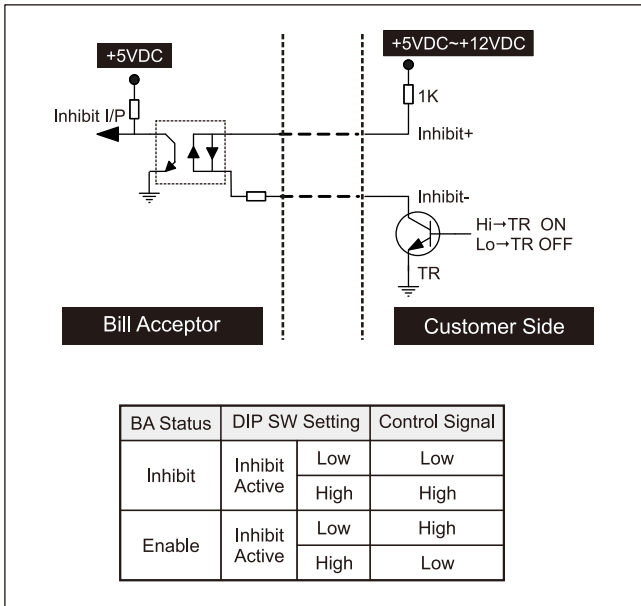 +5VDC
+5VDC~+12VDC
1K
Inhibit I/P
Inhibit+
Inhibit-
Hi→TR ON
Lo→TR OFF
TR
Bill Acceptor
Customer Side
BA Status DIP SW Setting Control Signal
Inhibit Inhibit Active Low Low
High High
Enable Inhibit Active Low High
High Low